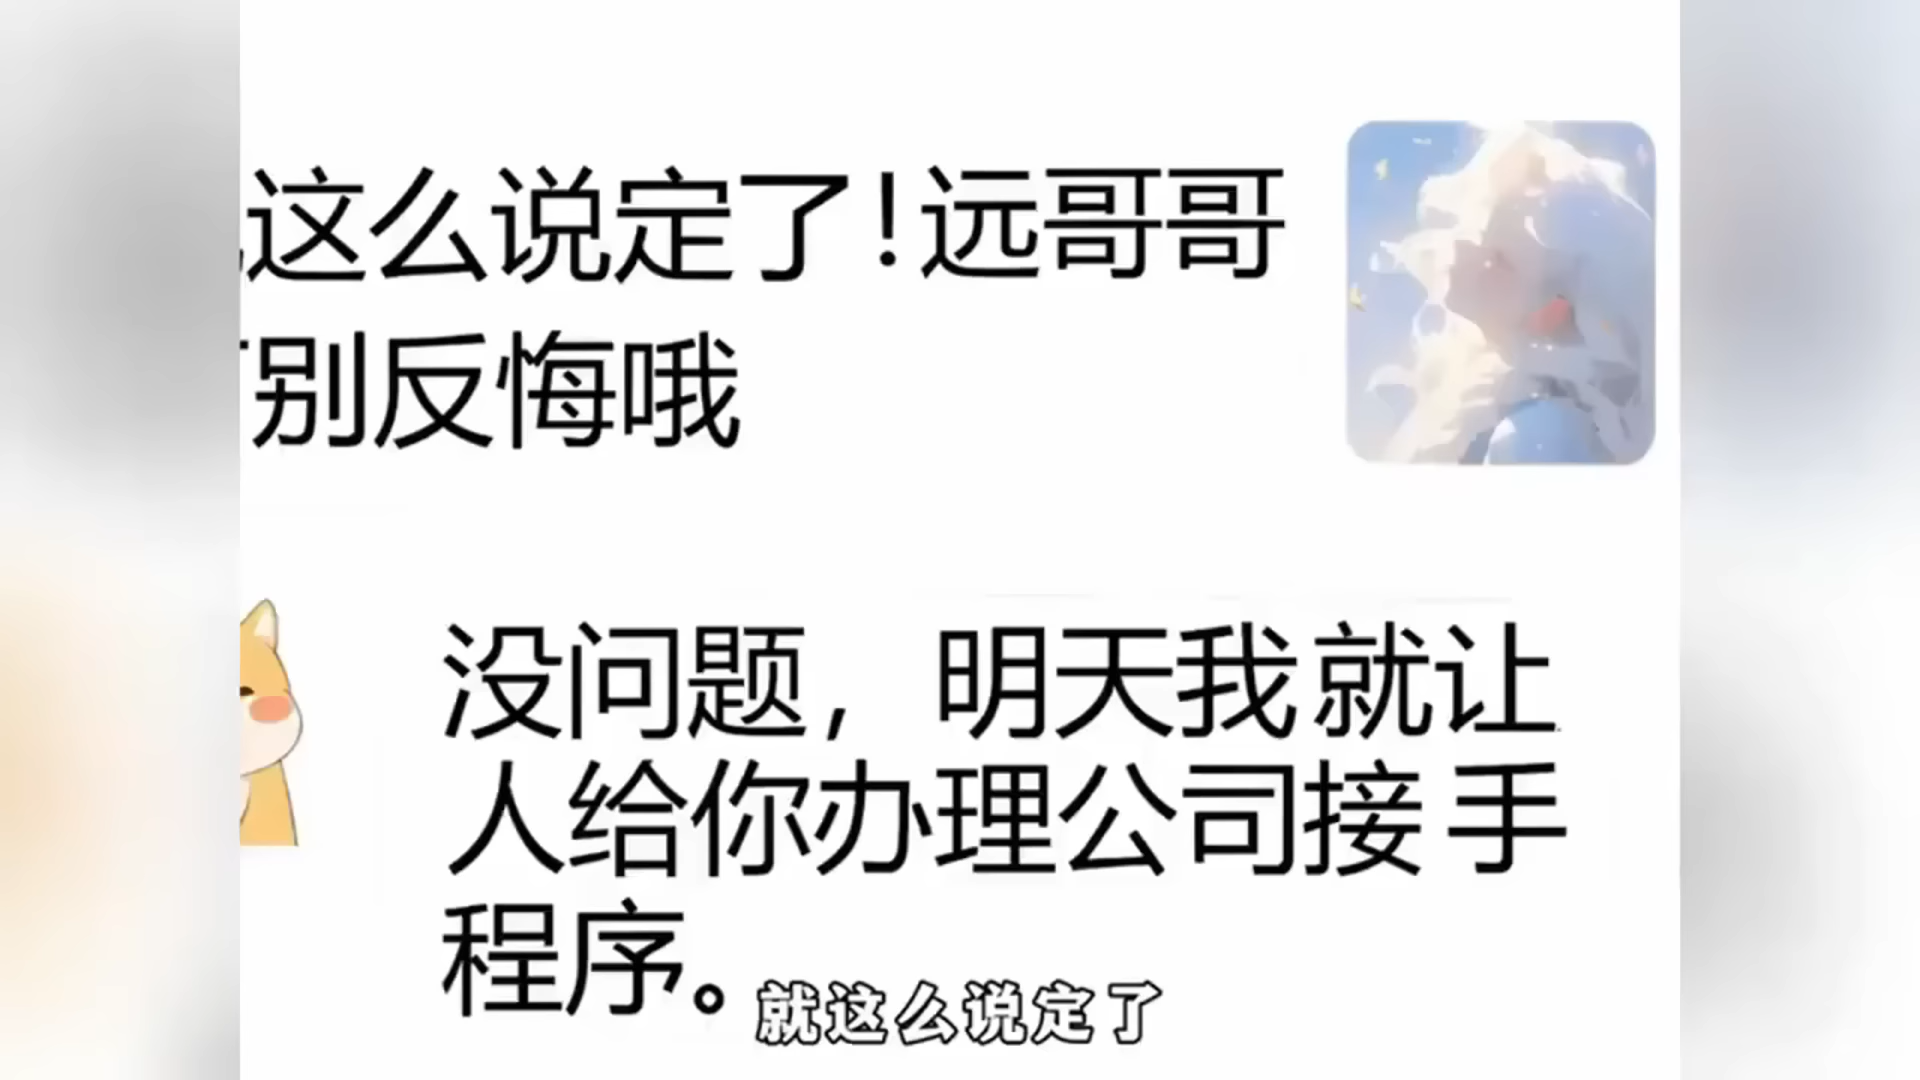 这么说定了!远哥哥
别反悔哦
没问题，明天我就让
人给你办理公司接手
程序。
就这么说定了